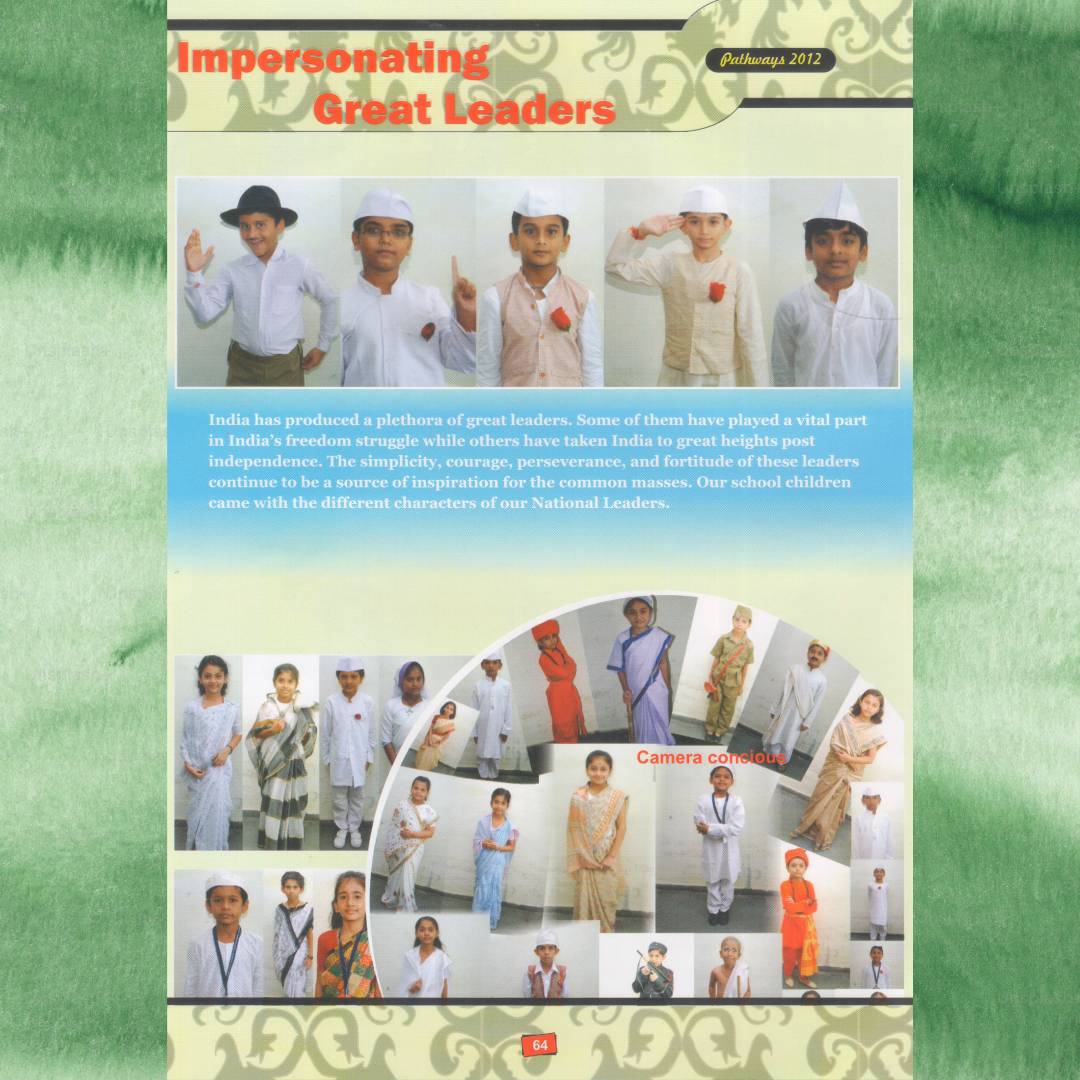 Impersonating
Great Leaders
Pathways 2012
India has produced a plethora of great leaders. Some of them have played a vital part
in India's freedom struggle while others have taken India to great heights post
independence. The simplicity, courage, perseverance, and fortitude of these leaders
continue to be a source of inspiration for the common masses. Our school children
came with the different characters of our National Leaders.
Camera concious
64